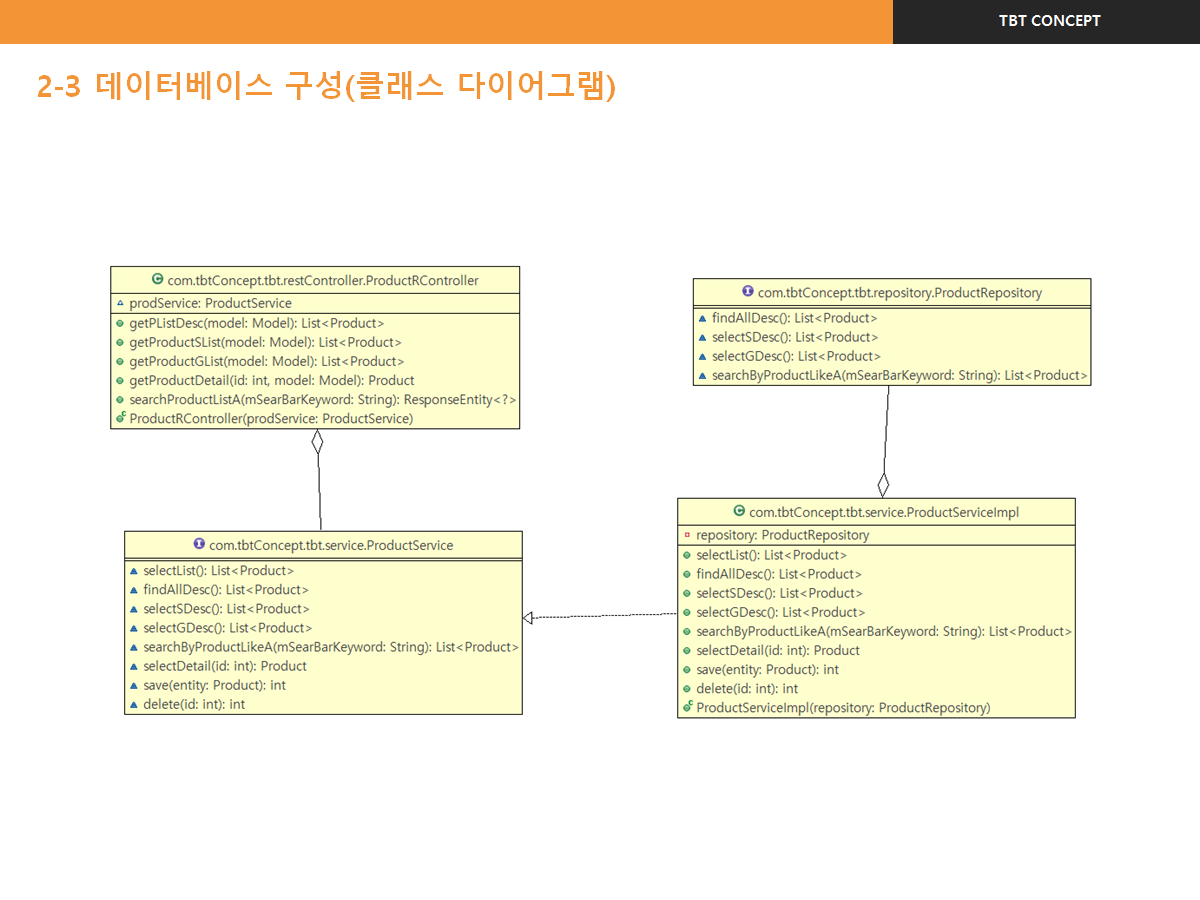 TBT CONCEPT
2-3 데이터베이스 구성(클래스 다이어그램)
com.tbtConcept.tbt.restController.ProductRController
prodService: ProductService
getPListDesc(model: Model): List<Product>
getProductSList(model: Model): List<Product>
getProductGList(model: Model): List<Product>
getProductDetail(id: int, model: Model): Product
searchProductListA(mSearBarKeyword: String): ResponseEntity<?>
ProductRController(prodService: ProductService)
com.tbtConcept.tbt.repository.ProductRepository
findAllDesc(): List<Product>
selectSDesc(): List<Product>
selectGDesc(): List<Product>
searchByProductLikeA(mSearBarKeyword: String): List<Product>
com.tbtConcept.tbt.service.ProductService
selectList(): List<Product>
findAllDesc(): List<Product>
selectSDesc(): List<Product>
selectGDesc(): List<Product>
searchByProductLikeA(mSearBarKeyword: String): List<Product>
selectDetail(id: int): Product
save(entity: Product): int
delete(id: int): int
com.tbtConcept.tbt.service.ProductServiceImpl
repository: ProductRepository
selectList(): List<Product>
findAllDesc(): List<Product>
selectSDesc(): List<Product>
selectGDesc(): List<Product>
searchByProductLikeA(mSearBarKeyword: String): List<Product>
selectDetail(id: int): Product
save(entity: Product): int
delete(id: int): int
ProductServiceImpl(repository: ProductRepository)